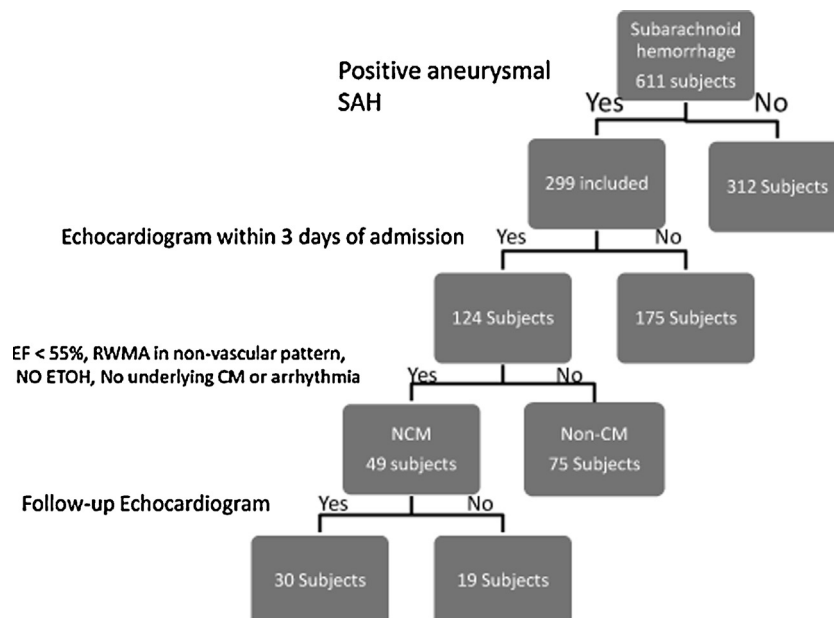 Subarachnoid
hemorrhage
611 subjects
Positive aneurysmal
SAH
Yes
No
299 included
312 Subjects
Echocardiogram within 3 days of admission
Yes
No
124 Subjects
175 Subjects
EF < 55%, RWMA in non-vascular pattern,
NO ETOH, No underlying CM or arrhythmia
Yes
No
NCM
49 subjects
Non-CM
75 Subjects
Follow-up Echocardiogram
Yes
No
30 Subjects
19 Subjects